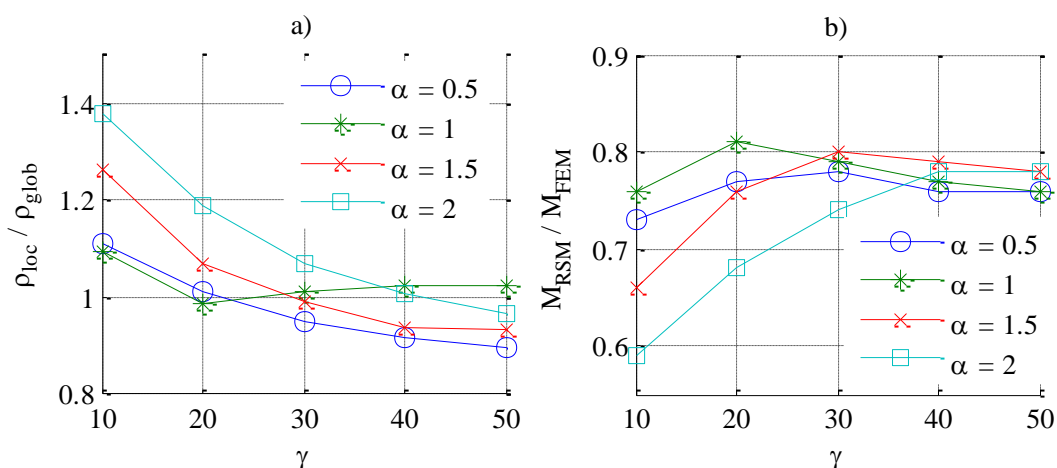 a)
ρloc / ρglob
1.4
1.2
1
0.8
10 20 30 40 50
γ
α = 0.5
α = 1
α = 1.5
α = 2
b)
MRSM / MFEM
0.9
0.8
0.7
0.6
10 20 30 40 50
γ
α = 0.5
α = 1
α = 1.5
α = 2